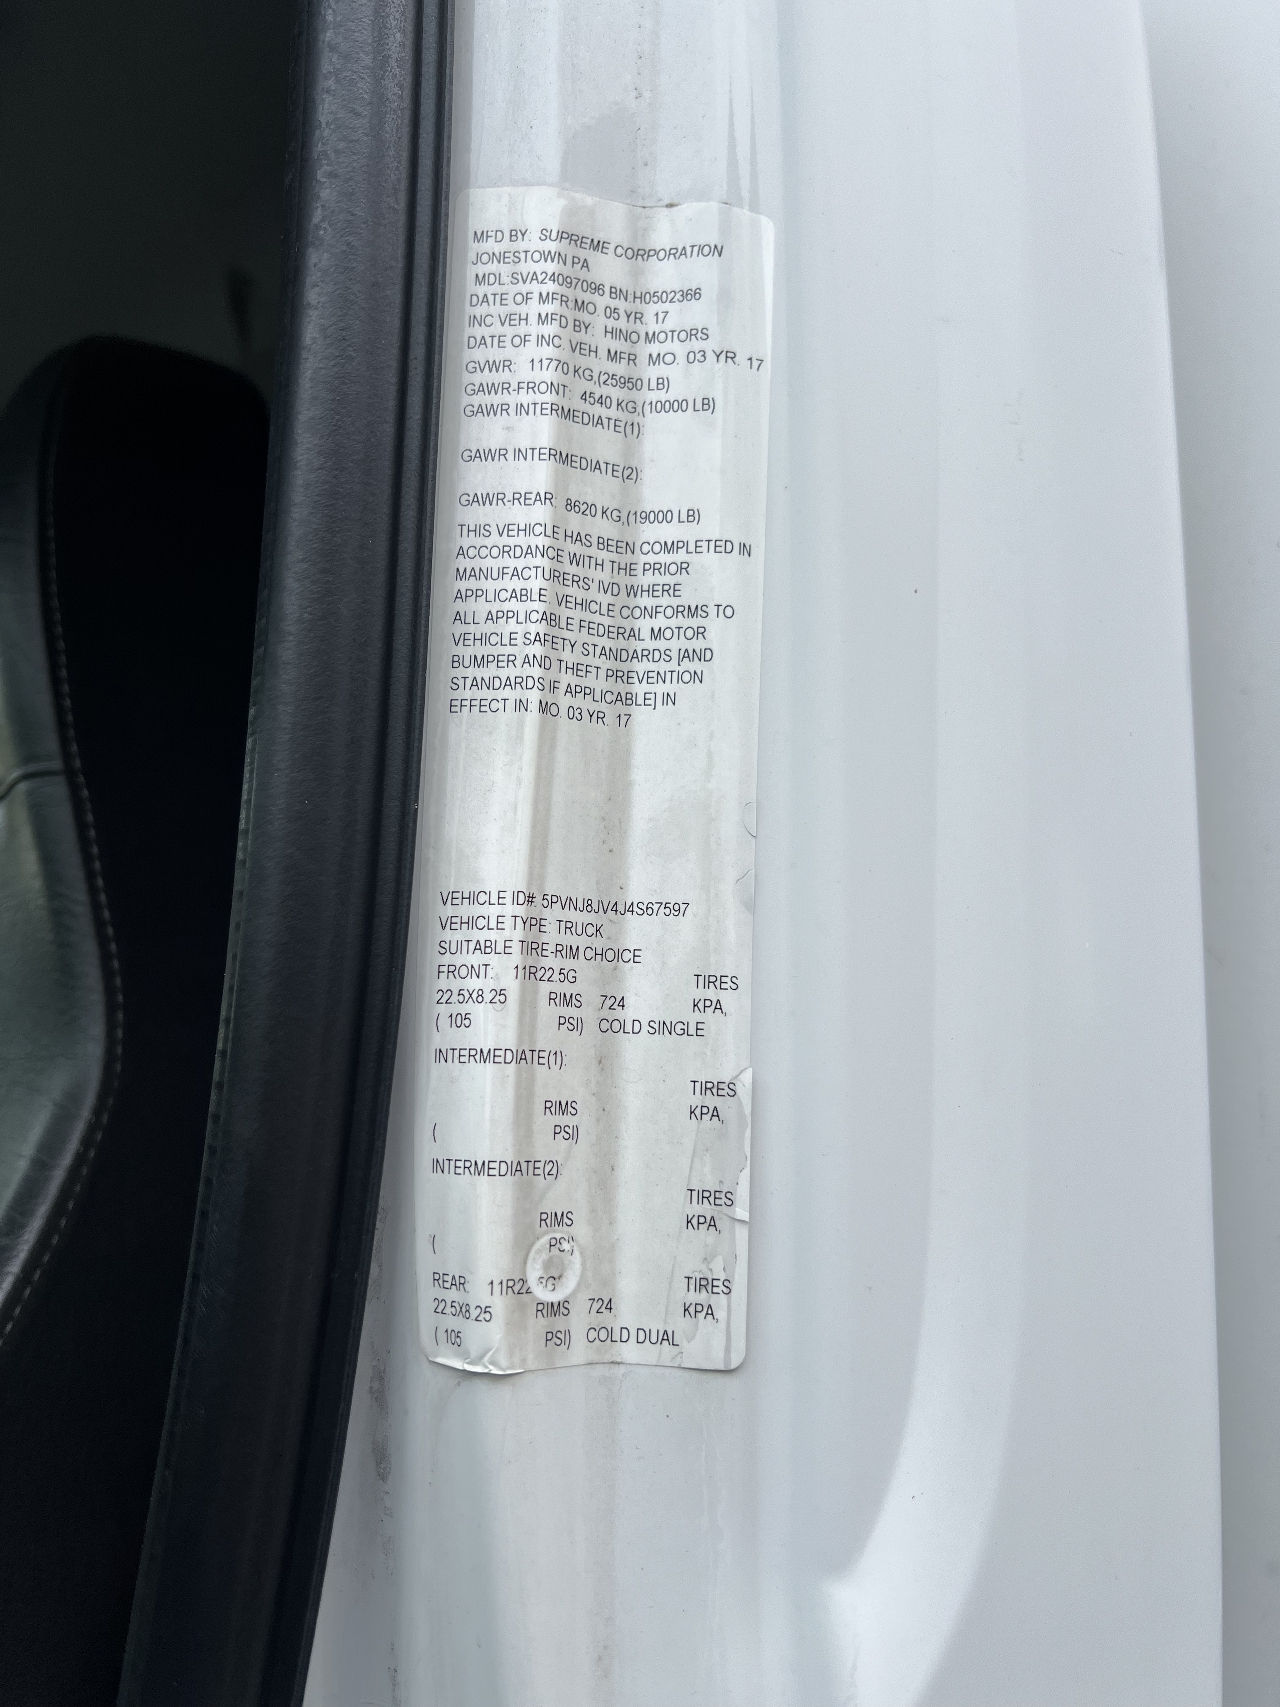 MFD BY: SUPREME CORPORATION
JONESTOWN PA
MDL:SVA24097096 BN:H0502366
DATE OF MFR:MO. 05 YR. 17
INC VEH. MFD BY: HINO MOTORS
DATE OF INC. VEH. MFR MO. 03 YR. 17
GVWR: 11770 KG,(25950 LB)
GAWR-FRONT: 4540 KG,(10000 LB)
GAWR INTERMEDIATE(1):
GAWR INTERMEDIATE(2):
GAWR-REAR: 8620 KG,(19000 LB)
THIS VEHICLE HAS BEEN COMPLETED IN
ACCORDANCE WITH THE PRIOR
MANUFACTURERS' IVD WHERE
APPLICABLE. VEHICLE CONFORMS TO
ALL APPLICABLE FEDERAL MOTOR
VEHICLE SAFETY STANDARDS [AND
BUMPER AND THEFT PREVENTION
STANDARDS IF APPLICABLE] IN
EFFECT IN: MO. 03 YR. 17
VEHICLE ID#: 5PVNJ8JV4J4S67597
VEHICLE TYPE: TRUCK
SUITABLE TIRE-RIM CHOICE
FRONT: 11R22.5G TIRES
22.5X8.25 RIMS 724 KPA,
( 105 PSI) COLD SINGLE
INTERMEDIATE(1):
TIRES
RIMS KPA,
( PSI)
INTERMEDIATE(2):
TIRES
RIMS KPA,
( PSI)
REAR: 11R22.5G TIRES
22.5X8.25 RIMS 724 KPA,
( 105 PSI) COLD DUAL